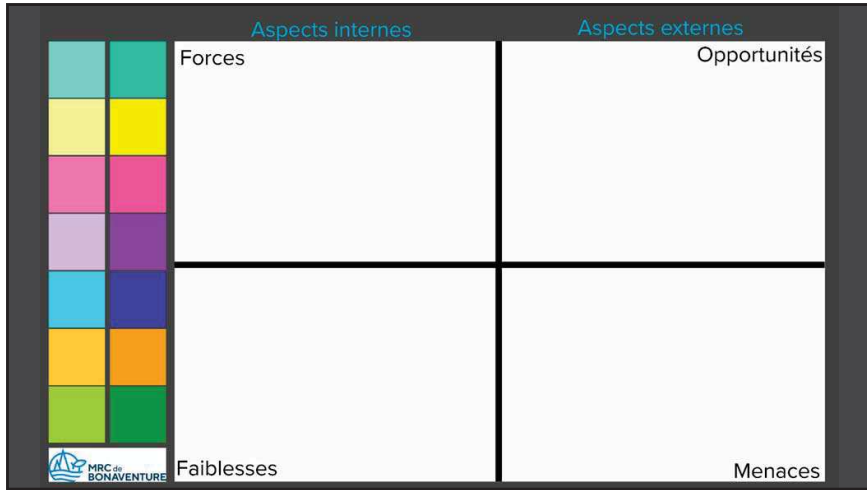 Aspects internes
Aspects externes
Forces
Opportunités
MRC de
BONAVENTURE
Faiblesses
Menaces